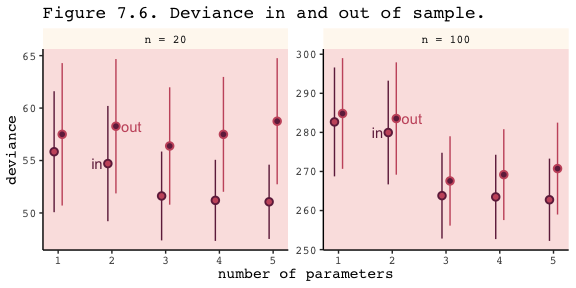 Figure 7.6. Deviance in and out of sample.
n = 20
n = 100
deviance
65
60
55
50
in
out
1 2 3 4 5
300
290
280
270
260
250
in
out
1 2 3 4 5
number of parameters